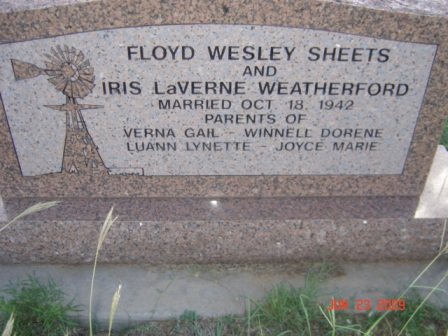 FLOYD WESLEY SHEETS
AND
IRIS LaVERNE WEATHERFORD
MARRIED OCT. 18, 1942
PARENTS OF
VERNA GAIL - WINNELL DORENE
LUANN LYNETTE - JOYCE MARIE
JUN 23 2009